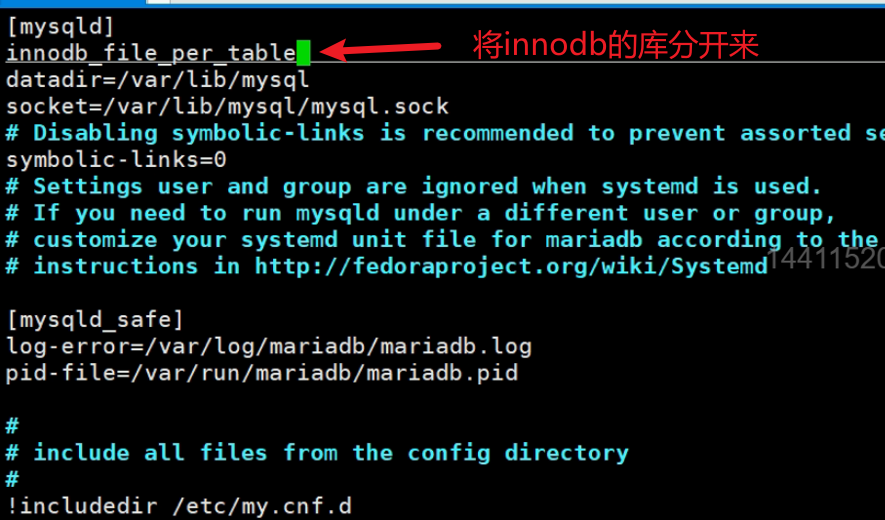 [mysqld]
innodb_file_per_table
将innodb的库分开来
datadir=/var/lib/mysql
socket=/var/lib/mysql/mysql.sock
# Disabling symbolic-links is recommended to prevent assorted se
symbolic-links=0
# Settings user and group are ignored when systemd is used.
# If you need to run mysqld under a different user or group,
# customize your systemd unit file for mariadb according to the
# instructions in http://fedoraproject.org/wiki/Systemd
14411520
[mysqld_safe]
log-error=/var/log/mariadb/mariadb.log
pid-file=/var/run/mariadb/mariadb.pid
#
# include all files from the config directory
#
!includedir /etc/my.cnf.d